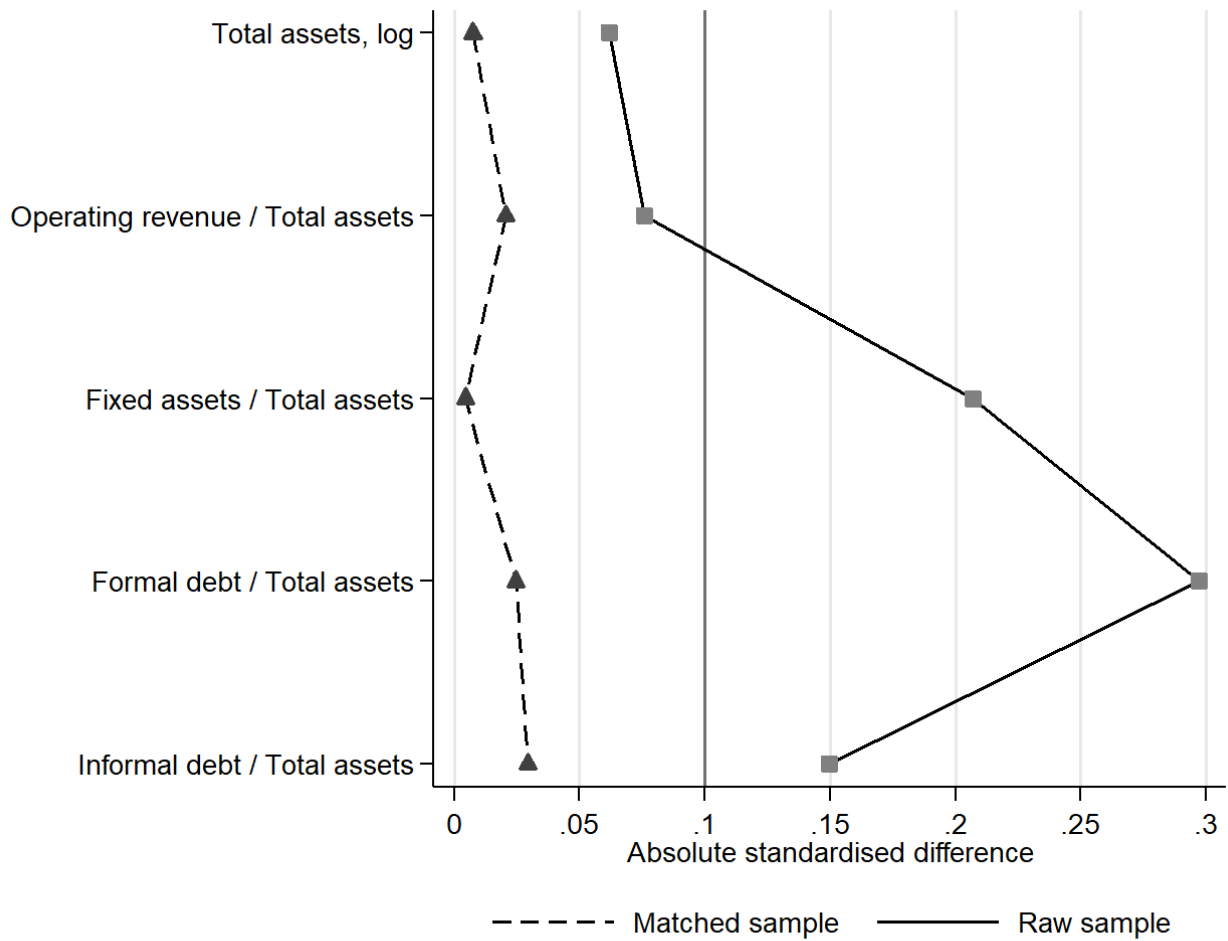 Total assets, log
Operating revenue / Total assets
Fixed assets / Total assets
Formal debt / Total assets
Informal debt / Total assets
0 .05 .1 .15 .2 .25 .3
Absolute standardised difference
Matched sample Raw sample